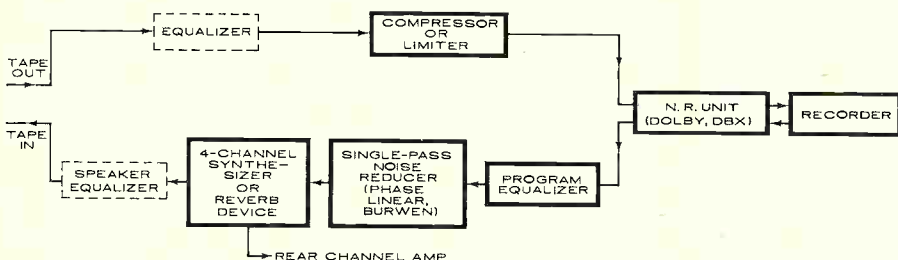 TAPE
OUT
EQUALIZER
COMPRESSOR
OR
LIMITER
N.R. UNIT
(DOLBY, DBX)
RECORDER
TAPE
IN
SPEAKER
EQUALIZER
4-CHANNEL
SYNTHE-
SIZER
OR
REVERB
DEVICE
SINGLE-PASS
NOISE
REDUCER
(PHASE
LINEAR,
BURWEN)
PROGRAM
EQUALIZER
REAR CHANNEL AMP